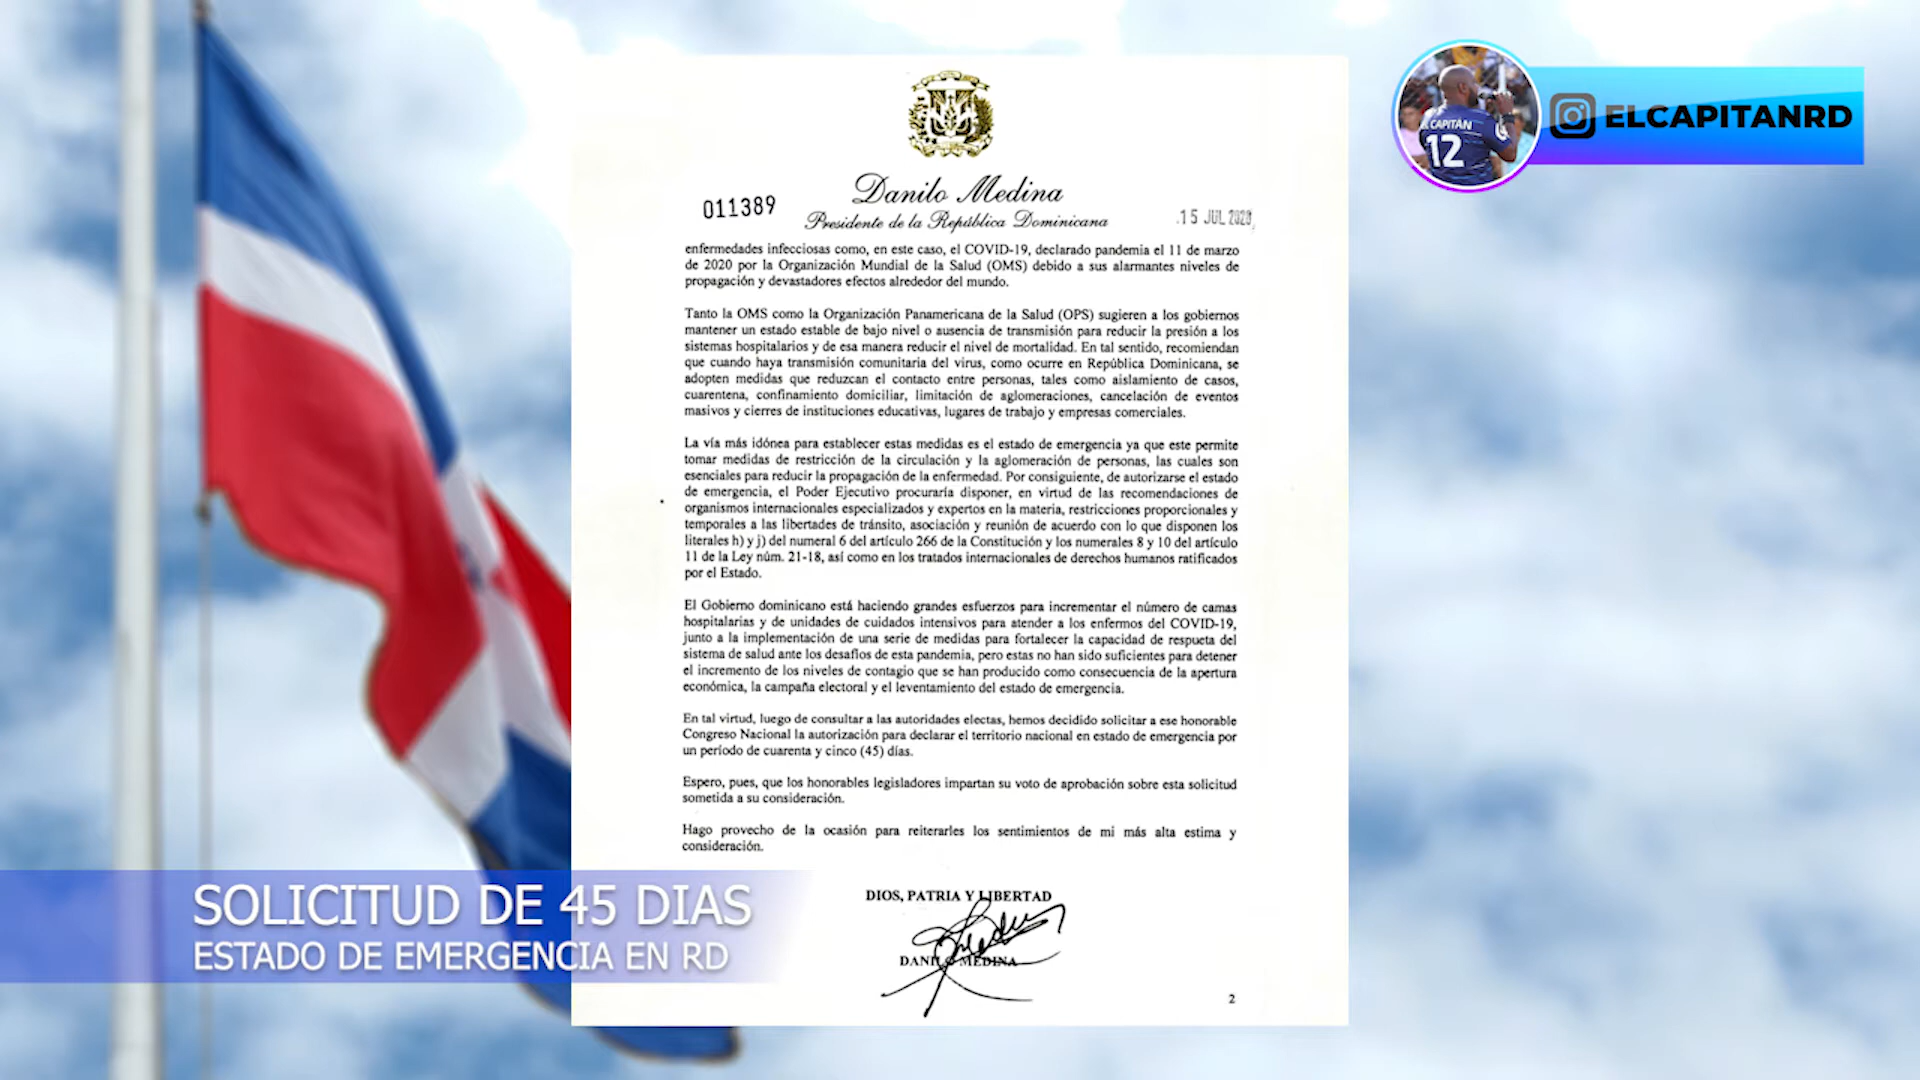 Danilo Medina
011389
Presidente de la República Dominicana
15 JUL 2020
enfermedades infecciosas como, en este caso, el COVID-19, declarado pandemia el 11 de marzo
de 2020 por la Organización Mundial de la Salud (OMS) debido a sus alarmantes niveles de
propagación y devastadores efectos alrededor del mundo.
Tanto la OMS como la Organización Panamericana de la Salud (OPS) sugieren a los gobiernos
mantener un estado estable de bajo nivel o ausencia de transmisión para reducir la presión a los
sistemas hospitalarios y de esa manera reducir el nivel de mortalidad. En tal sentido, recomiendan
que cuando haya transmisión comunitaria del virus, como ocurre en República Dominicana, se
adopten medidas que reduzcan el contacto entre personas, tales como aislamiento de casos,
cuarentena, confinamiento domiciliar, limitación de aglomeraciones, cancelación de eventos
masivos y cierres de instituciones educativas, lugares de trabajo y empresas comerciales.
La vía más idónea para establecer estas medidas es el estado de emergencia ya que este permite
tomar medidas de restricción de la circulación y la aglomeración de personas, las cuales son
esenciales para reducir la propagación de la enfermedad. Por consiguiente, de autorizarse el estado
de emergencia, el Poder Ejecutivo procuraría disponer, en virtud de las recomendaciones de
organismos internacionales especializados y expertos en la materia, restricciones proporcionales y
temporales a las libertades de tránsito, asociación y reunión de acuerdo con lo que disponen los
literales h) y j) del numeral 6 del artículo 266 de la Constitución y los numerales 8 y 10 del artículo
11 de la Ley núm. 21-18, así como en los tratados internacionales de derechos humanos ratificados
por el Estado.
El Gobierno dominicano está haciendo grandes esfuerzos para incrementar el número de camas
hospitalarias y de unidades de cuidados intensivos para atender a los enfermos del COVID-19,
junto a la implementación de una serie de medidas para fortalecer la capacidad de respueta del
sistema de salud ante los desafíos de esta pandemia, pero estas no han sido suficientes para detener
el incremento de los niveles de contagio que se han producido como consecuencia de la apertura
económica, la campaña electoral y el leventamiento del estado de emergencia.
En tal virtud, luego de consultar a las autoridades electas, hemos decidido solicitar a ese honorable
Congreso Nacional la autorización para declarar el territorio nacional en estado de emergencia por
un período de cuarenta y cinco (45) días.
Espero, pues, que los honorables legisladores impartan su voto de aprobación sobre esta solicitud
sometida a su consideración.
Hago provecho de la ocasión para reiterarles los sentimientos de mi más alta estima y
consideración.
DIOS, PATRIA Y LIBERTAD
DANILO MEDINA
2
EL CAPITÁN
12
ELCAPITANRD
SOLICITUD DE 45 DIAS
ESTADO DE EMERGENCIA EN RD